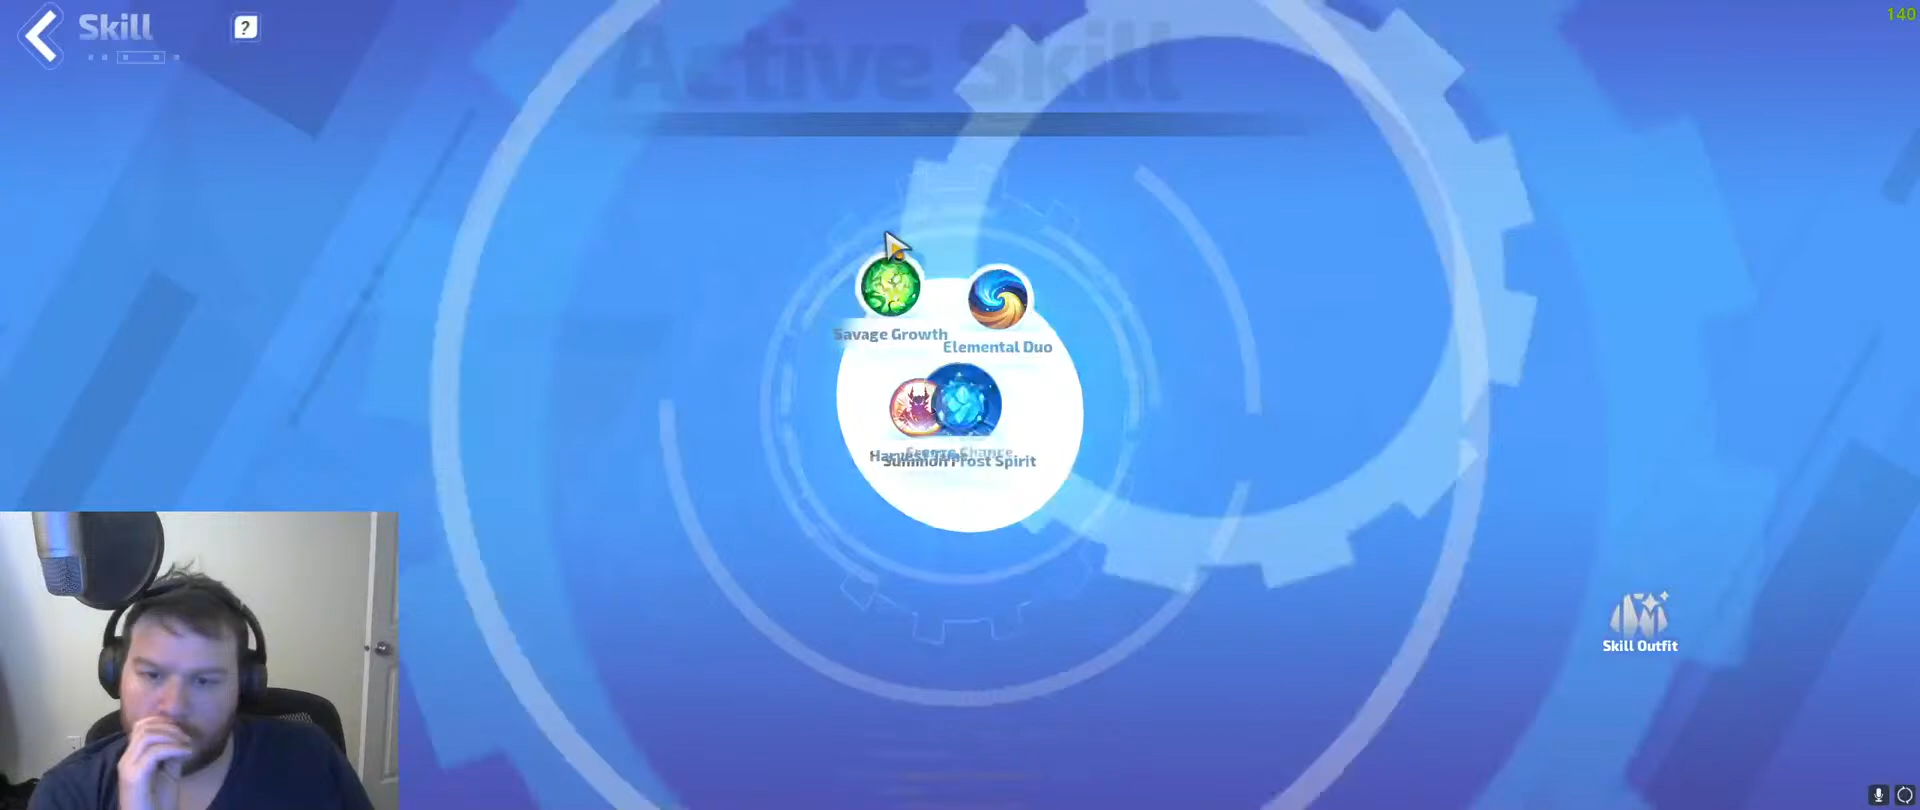 Skill
?
140
Active Skill
Savage Growth
Elemental Duo
Summon Frost Spirit
Skill Outfit